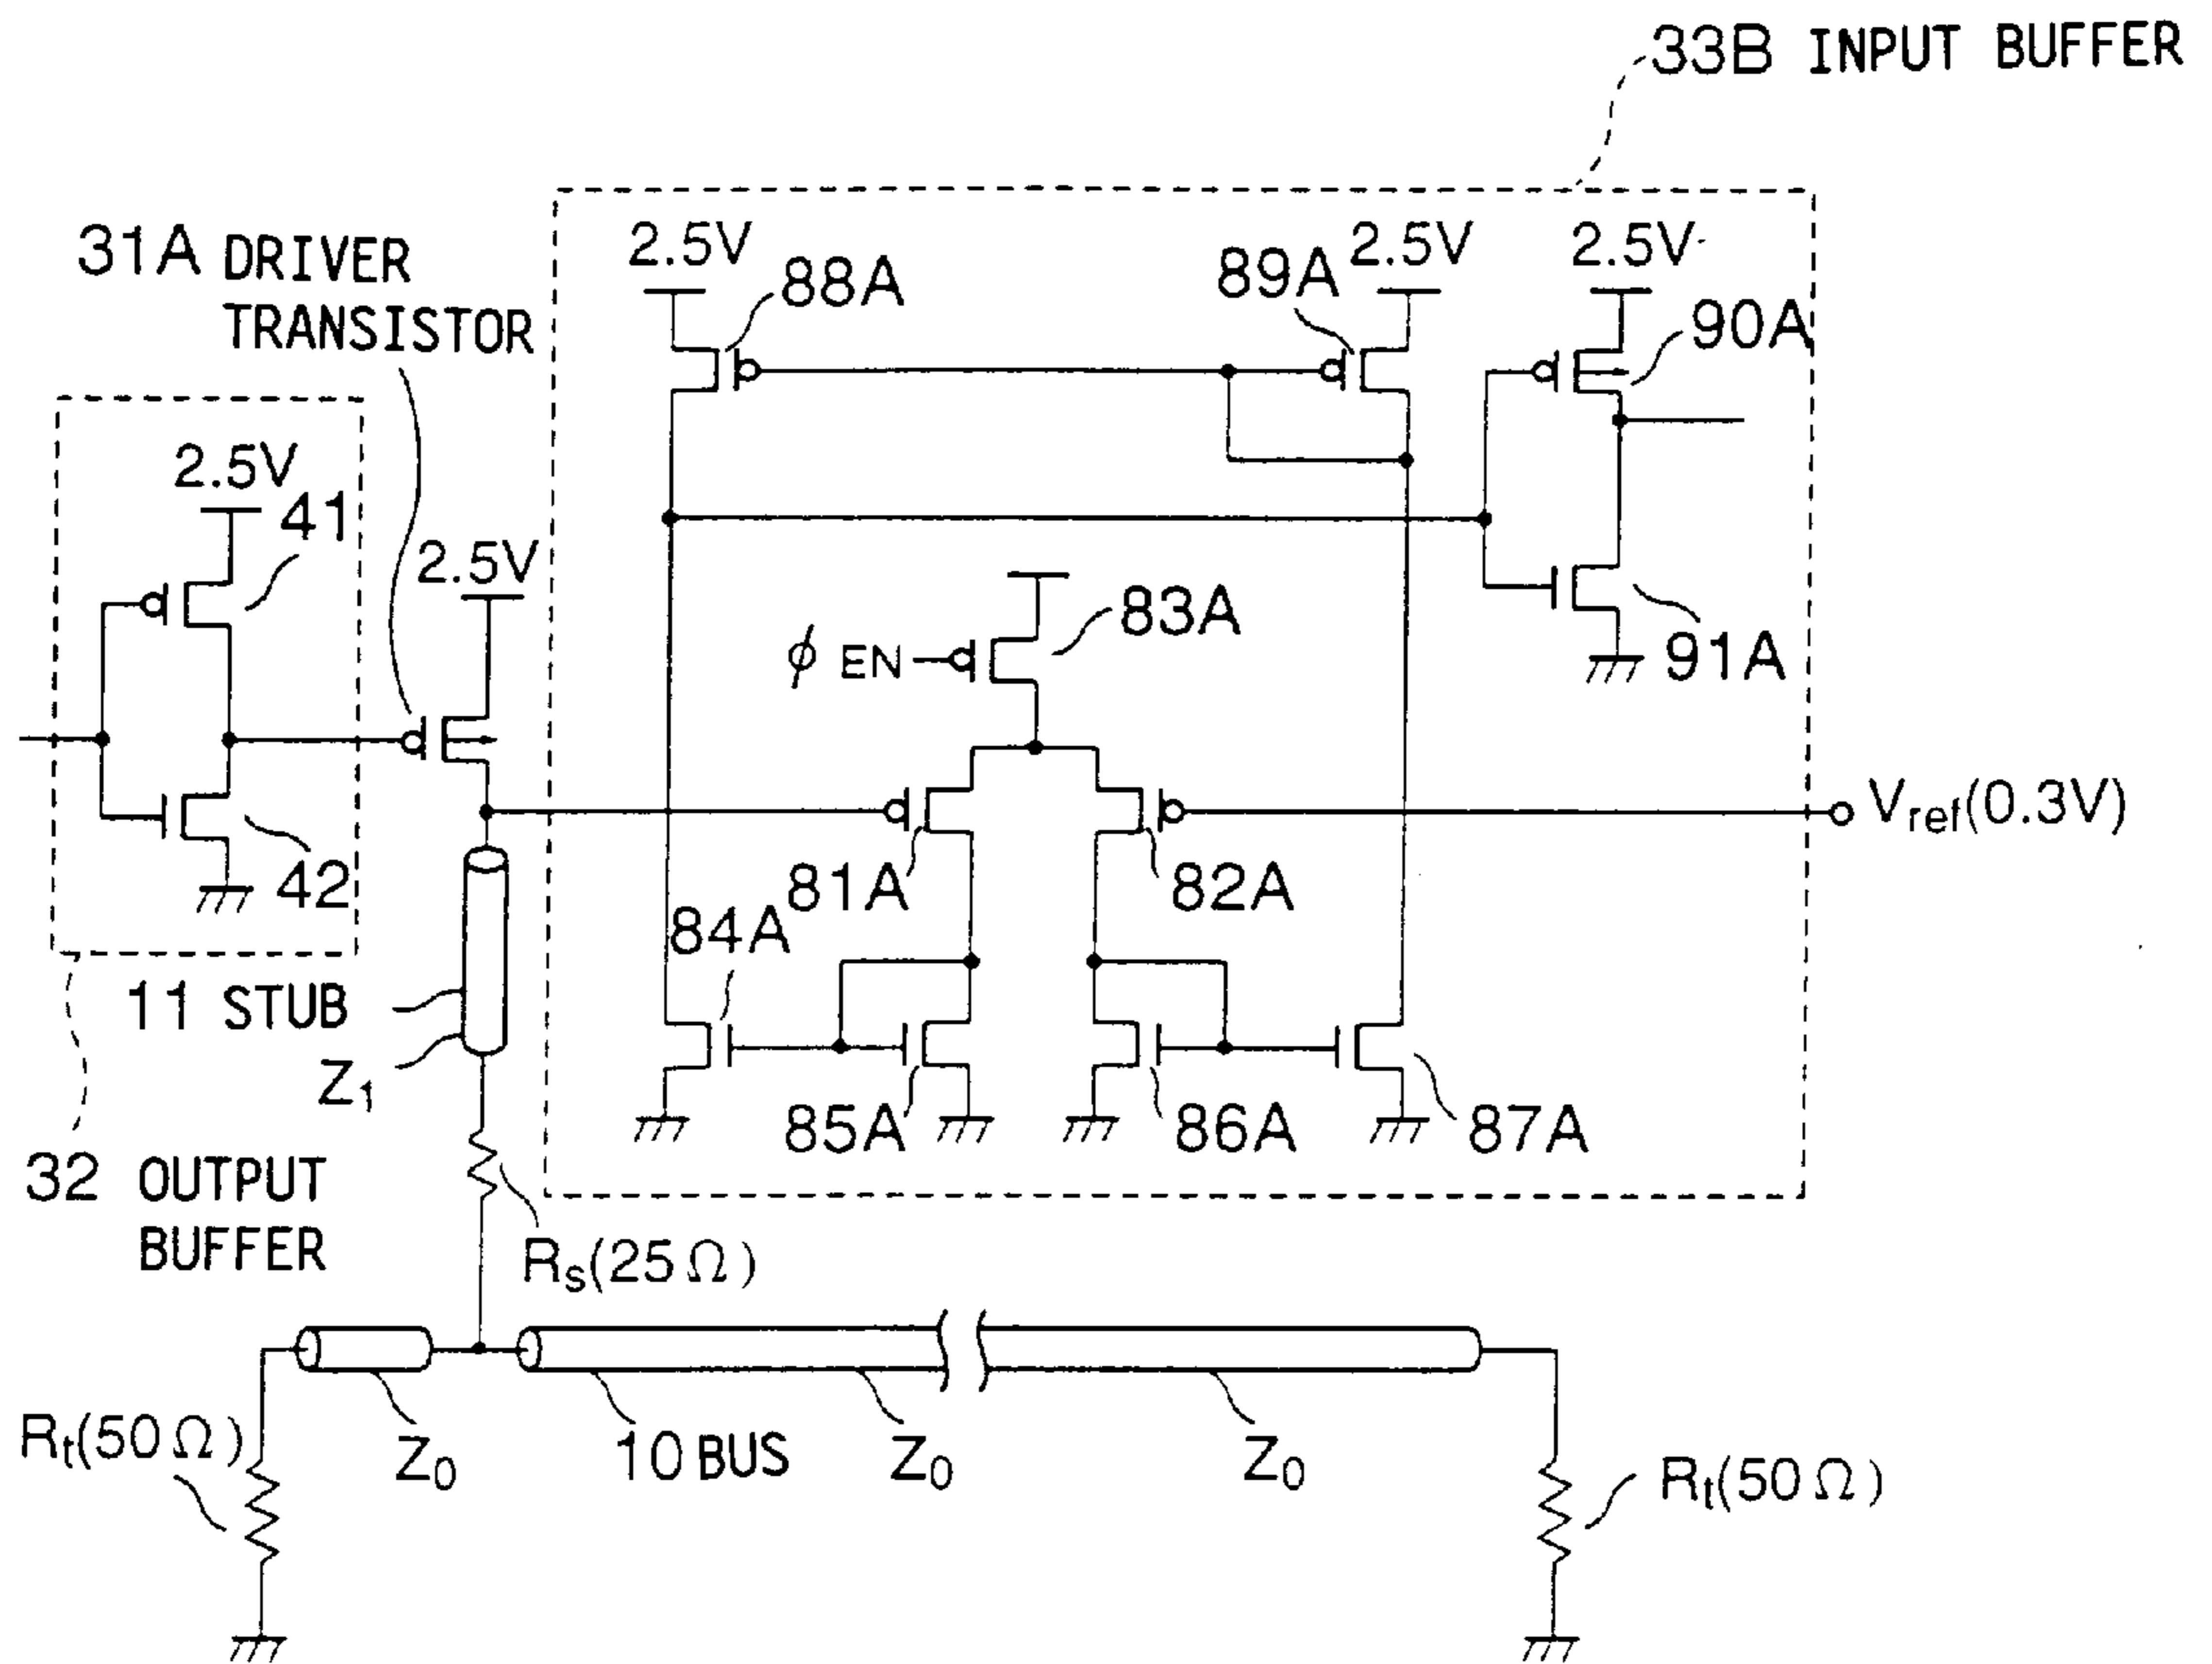 33B INPUT BUFFER
31A DRIVER
TRANSISTOR
2.5V
88A
89A
2.5V
2.5V
90A
2.5V
41
2.5V
83A
ϕ EN
91A
Vref(0.3V)
42
81A
82A
84A
11 STUB
Z1
85A
86A
87A
32 OUTPUT
BUFFER
Rs(25Ω)
Rt(50Ω)
Z0
10 BUS
Z0
Z0
Rt(50Ω)